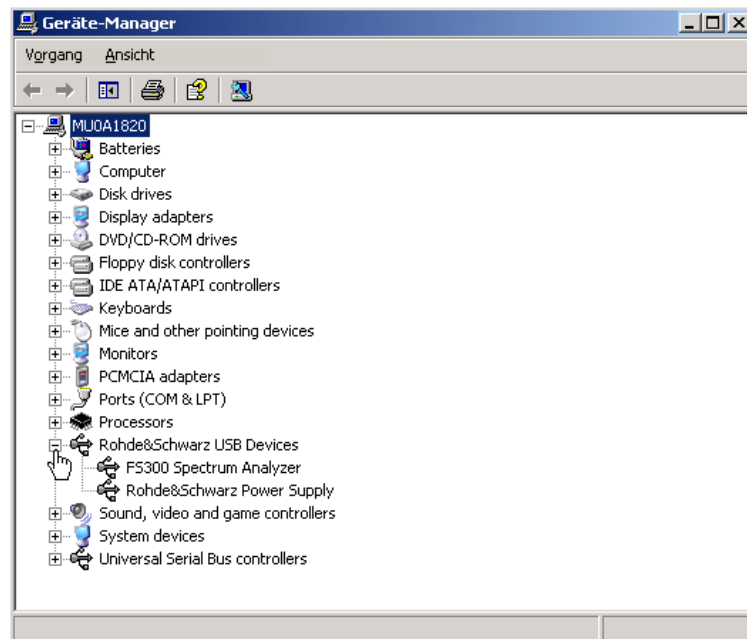 Geräte-Manager
Vorgang Ansicht
MU0A1820
Batteries
Computer
Disk drives
Display adapters
DVD/CD-ROM drives
Floppy disk controllers
IDE ATA/ATAPI controllers
Keyboards
Mice and other pointing devices
Monitors
PCMCIA adapters
Ports (COM & LPT)
Processors
Rohde&Schwarz USB Devices
FS300 Spectrum Analyzer
Rohde&Schwarz Power Supply
Sound, video and game controllers
System devices
Universal Serial Bus controllers